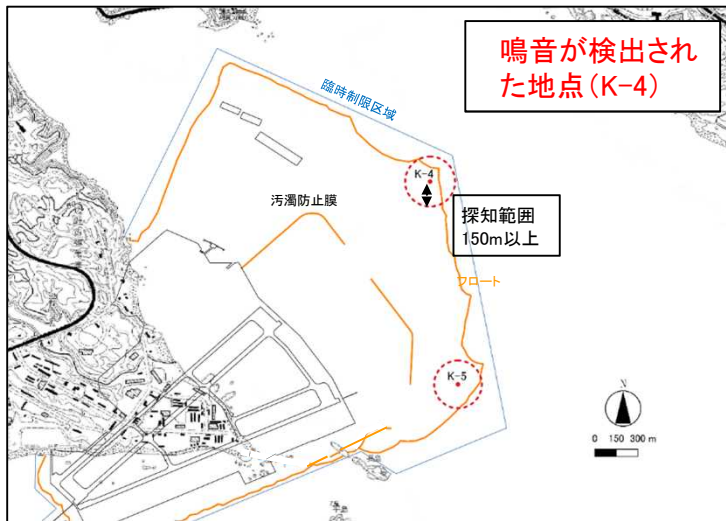 鳴音が検出され
た地点(K-4)
臨時制限区域
K-4
汚濁防止膜
探知範囲
150m以上
フロート
K-5
N
0 150 300 m
平島